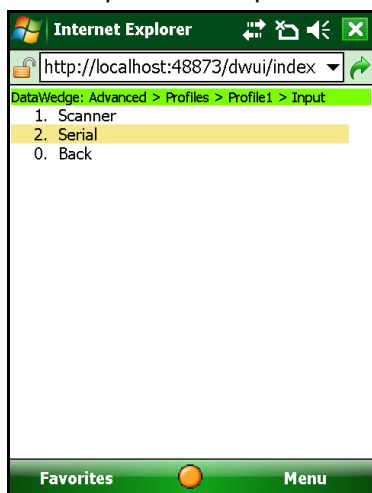 Internet Explorer
http://localhost:48873/dwui/index
DataWedge: Advanced > Profiles > Profile1 > Input
1. Scanner
2. Serial
0. Back
Favorites Menu